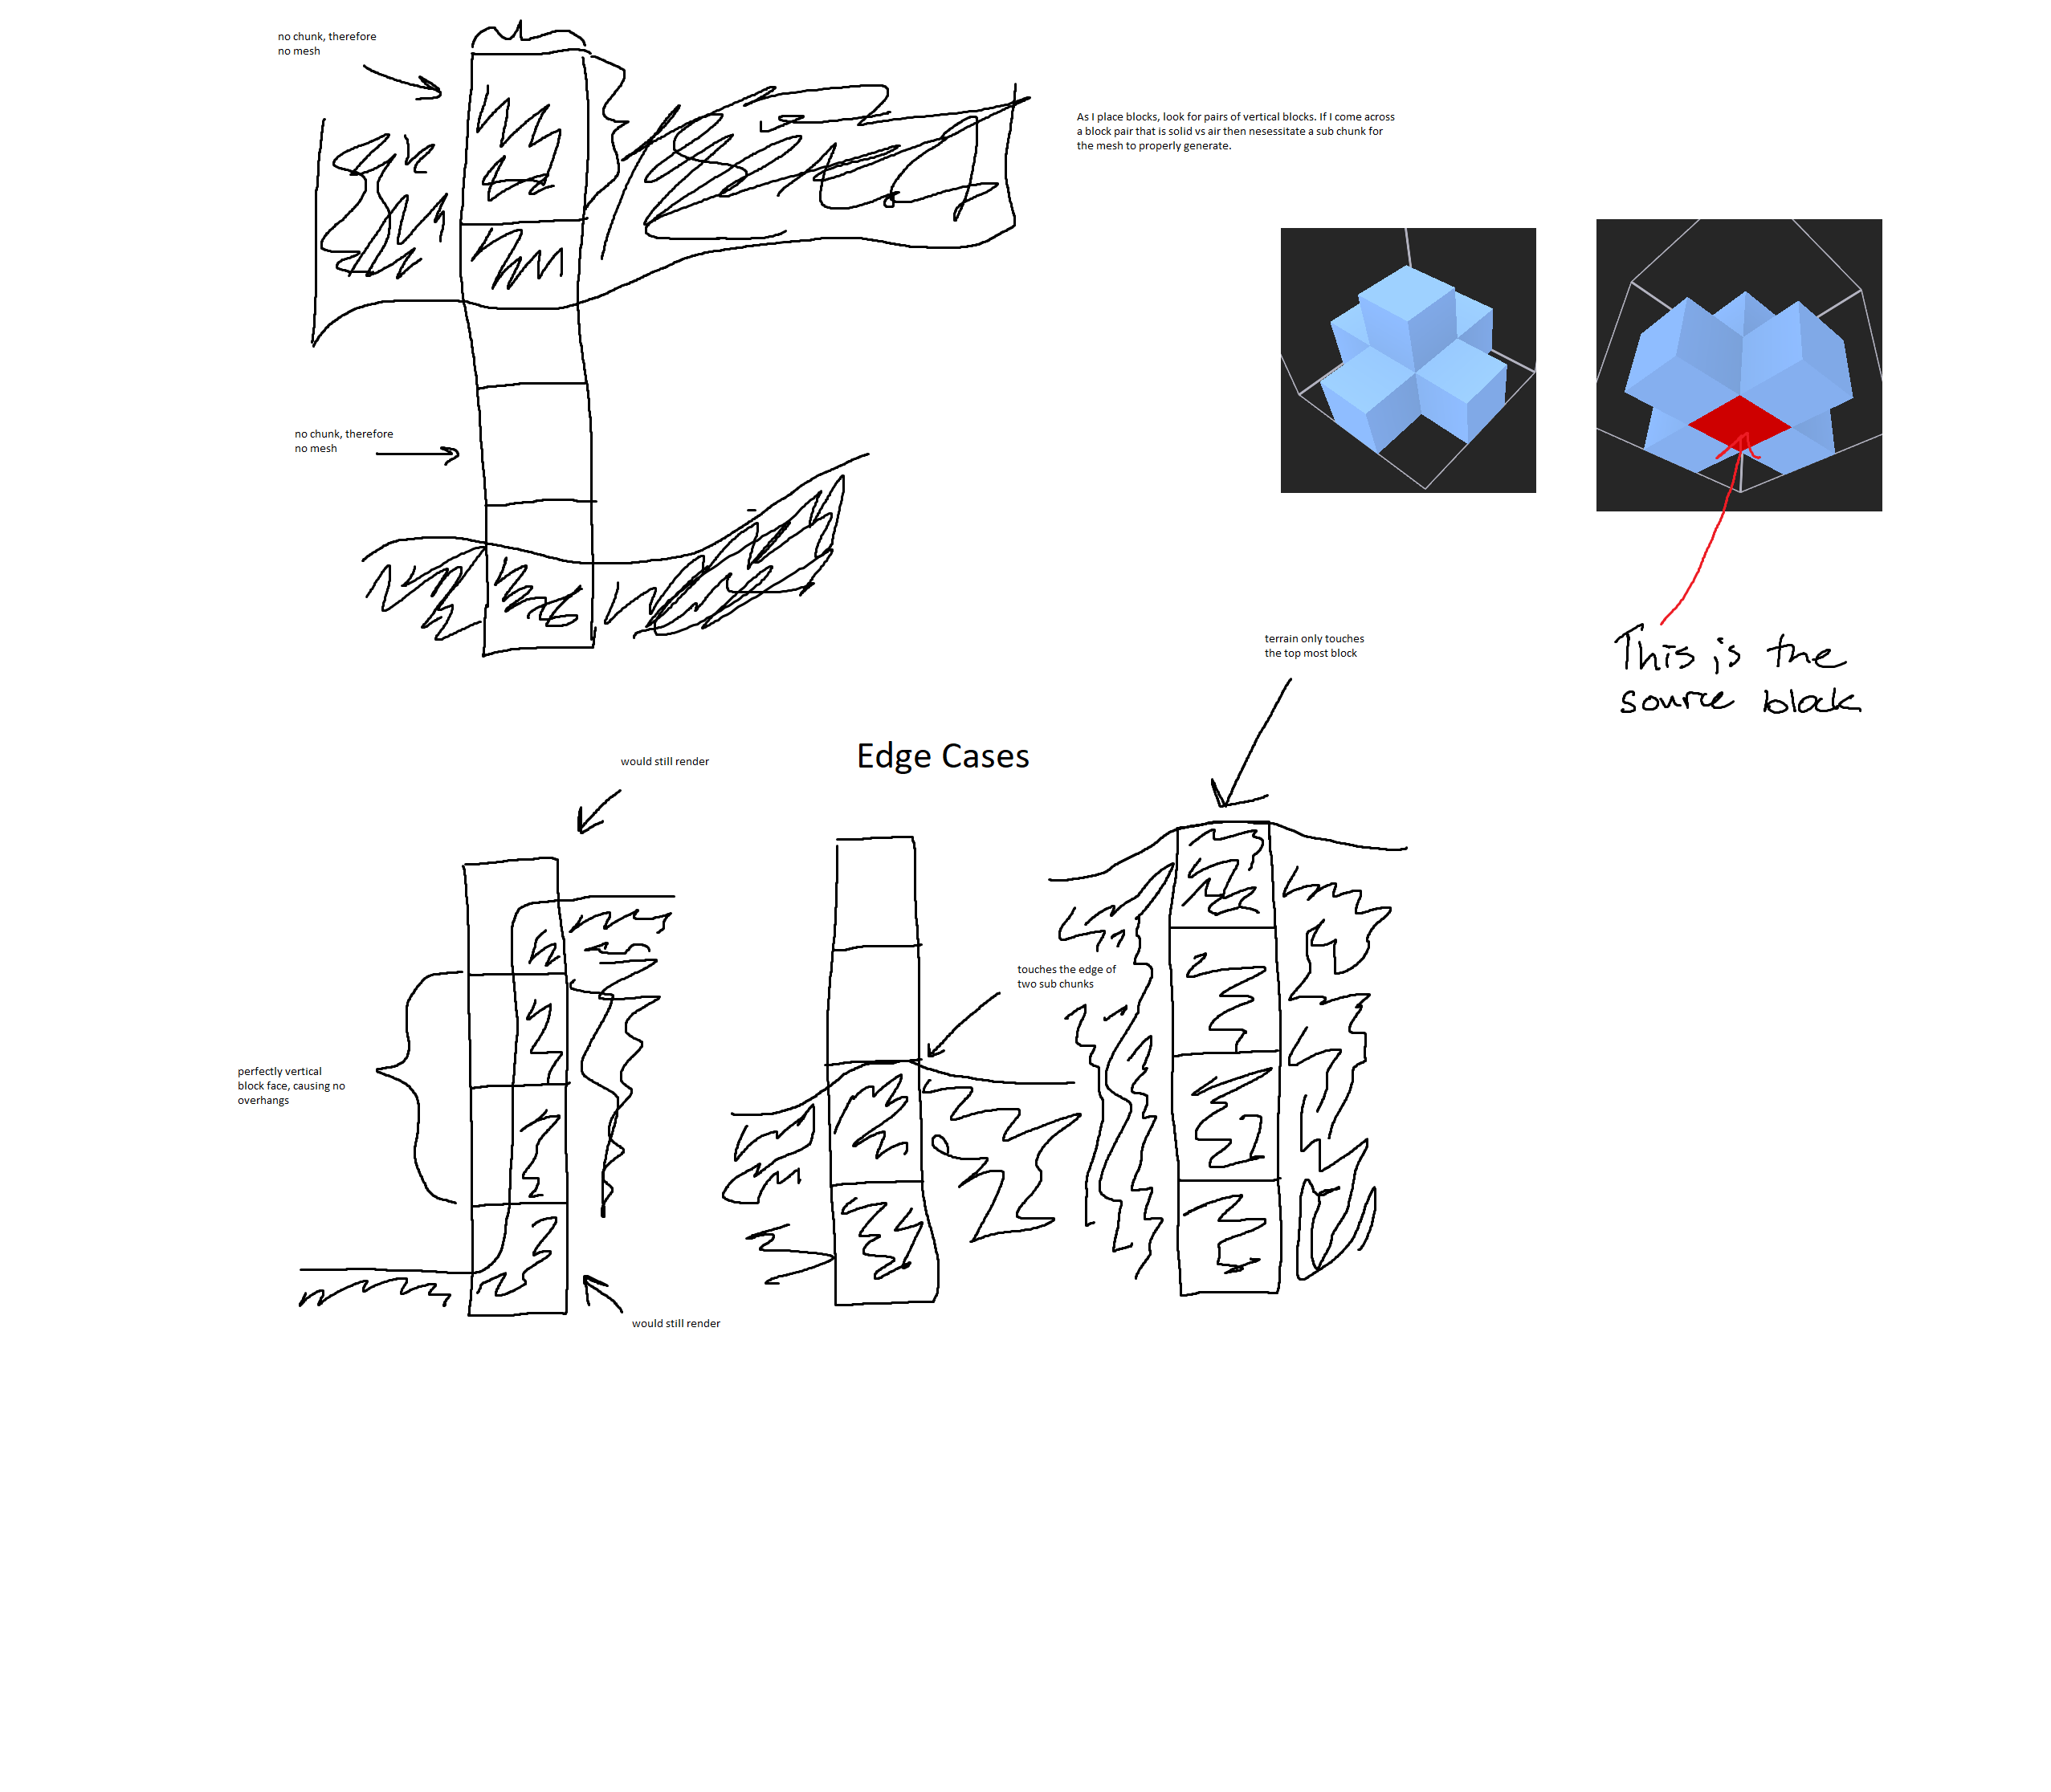 no chunk, therefore
no mesh
As I place blocks, look for pairs of vertical blocks. If I come across
a block pair that is solid vs air then nesessitate a sub chunk for
the mesh to properly generate.
no chunk, therefore
no mesh
This is the
source block
terrain only touches
the top most block
Edge Cases
would still render
touches the edge of
two sub chunks
perfectly vertical
block face, causing no
overhangs
would still render